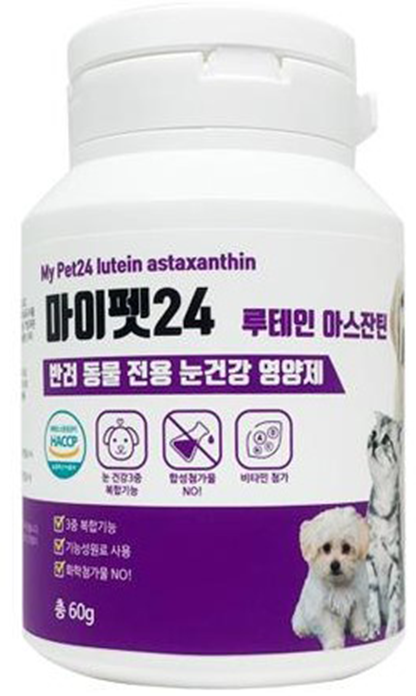 My Pet24 lutein astaxanthin
마이펫24 루테인 아스잔틴
반려 동물 전용 눈건강 영양제
HACCP
눈 건강3중
복합기능
합성첨가물
NO!
비타민 첨가
3중 복합기능
기능성원료 사용
화학첨가물 NO!
총 60g